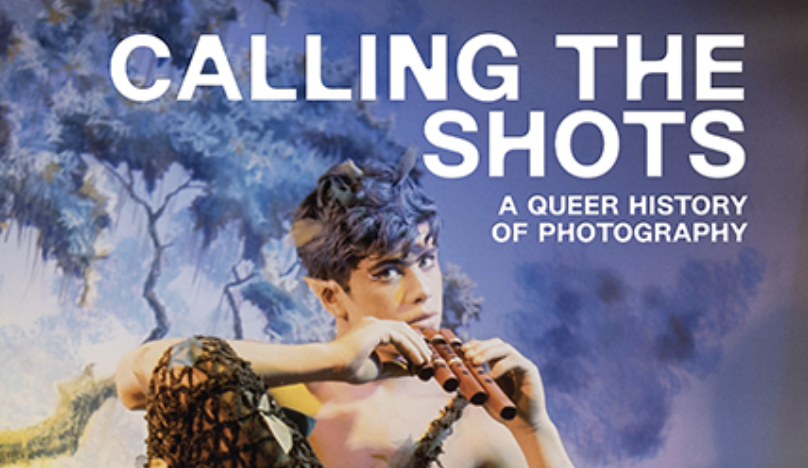 CALLING THE
SHOTS
A QUEER HISTORY
OF PHOTOGRAPHY